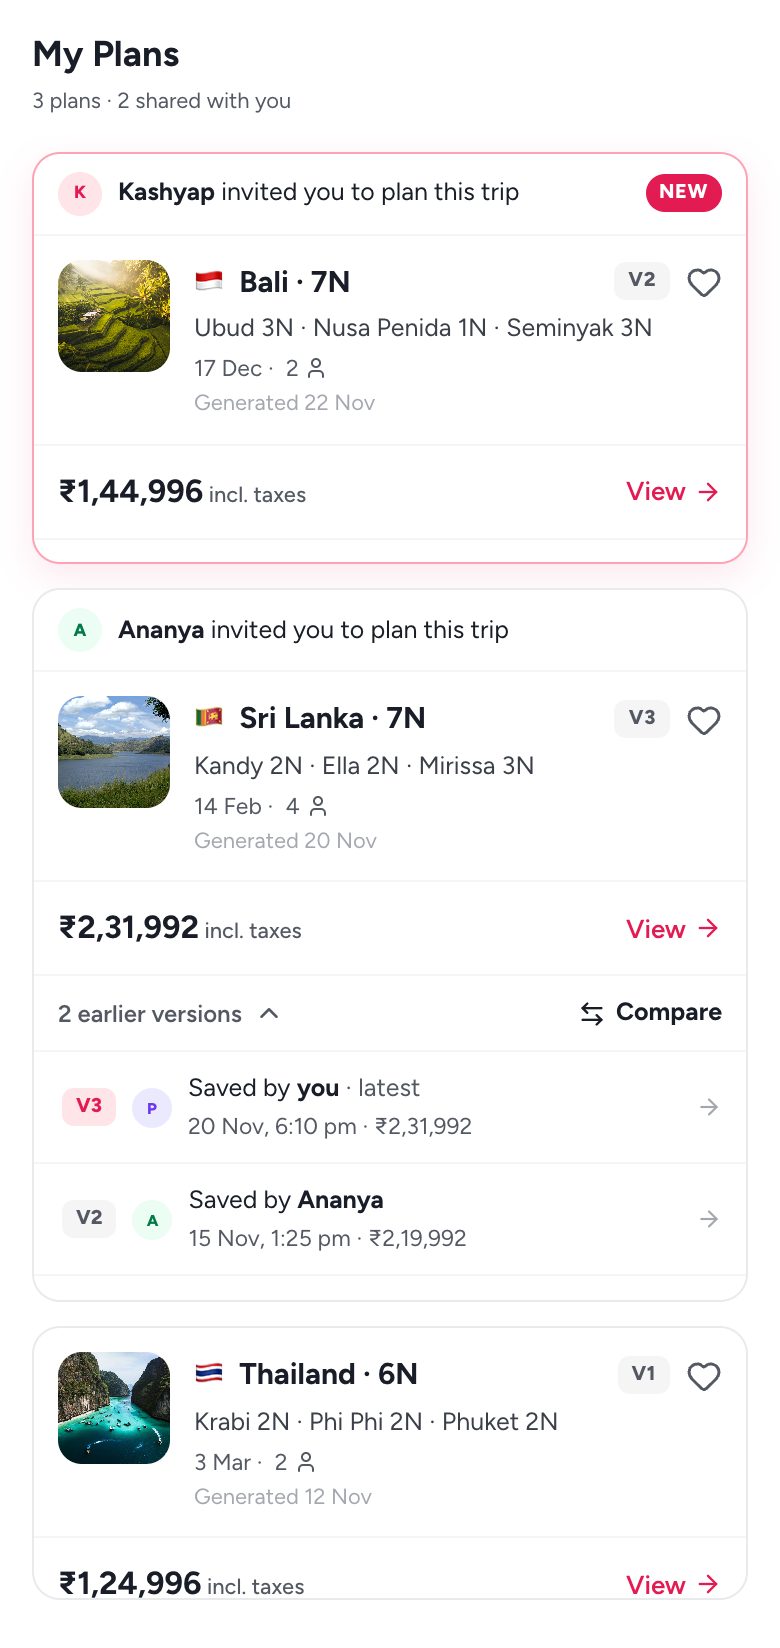 My Plans
3 plans · 2 shared with you
K Kashyap invited you to plan this trip NEW
Bali · 7N V2
Ubud 3N · Nusa Penida 1N · Seminyak 3N
17 Dec · 2
Generated 22 Nov
₹1,44,996 incl. taxes View →
A Ananya invited you to plan this trip
Sri Lanka · 7N V3
Kandy 2N · Ella 2N · Mirissa 3N
14 Feb · 4
Generated 20 Nov
₹2,31,992 incl. taxes View →
2 earlier versions Compare
V3 P Saved by you · latest
20 Nov, 6:10 pm · ₹2,31,992
V2 A Saved by Ananya
15 Nov, 1:25 pm · ₹2,19,992
Thailand · 6N V1
Krabi 2N · Phi Phi 2N · Phuket 2N
3 Mar · 2
Generated 12 Nov
₹1,24,996 incl. taxes View →